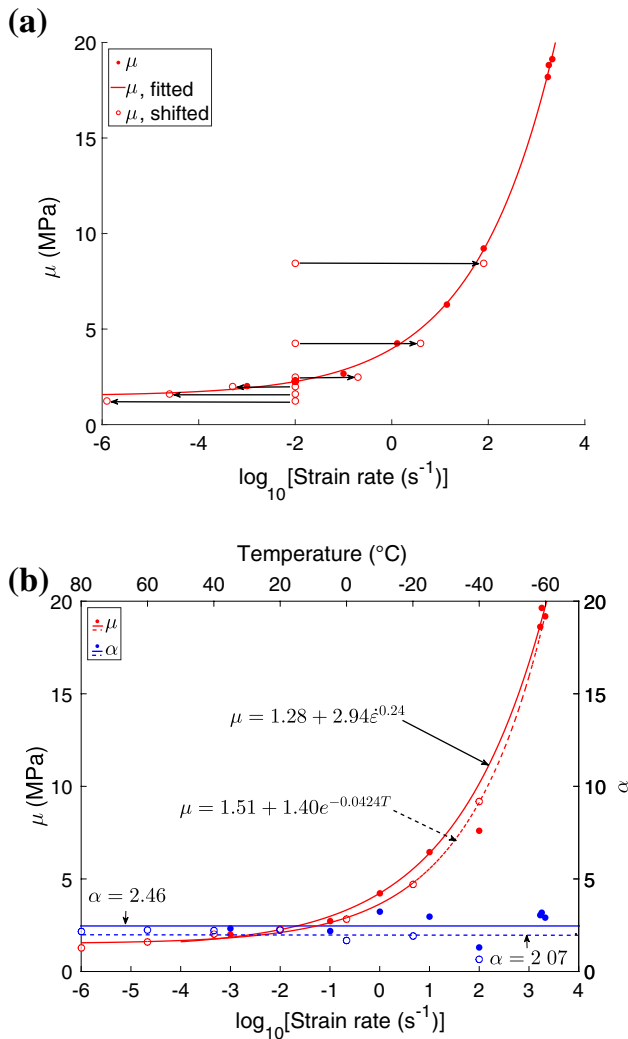 (a)
μ
μ, fitted
μ, shifted
20
15
10
5
0
μ (MPa)
-6 -4 -2 0 2 4
log10[Strain rate (s-1)]
(b)
Temperature (°C)
80 60 40 20 0 -20 -40 -60
μ
α
20 20
15 15
10 10
5 5
0 0
μ (MPa)
α
μ = 1.28 + 2.94ε̇^0.24
μ = 1.51 + 1.40e^−0.0424T
α = 2.46
α = 2 07
-6 -5 -4 -3 -2 -1 0 1 2 3 4
log10[Strain rate (s-1)]